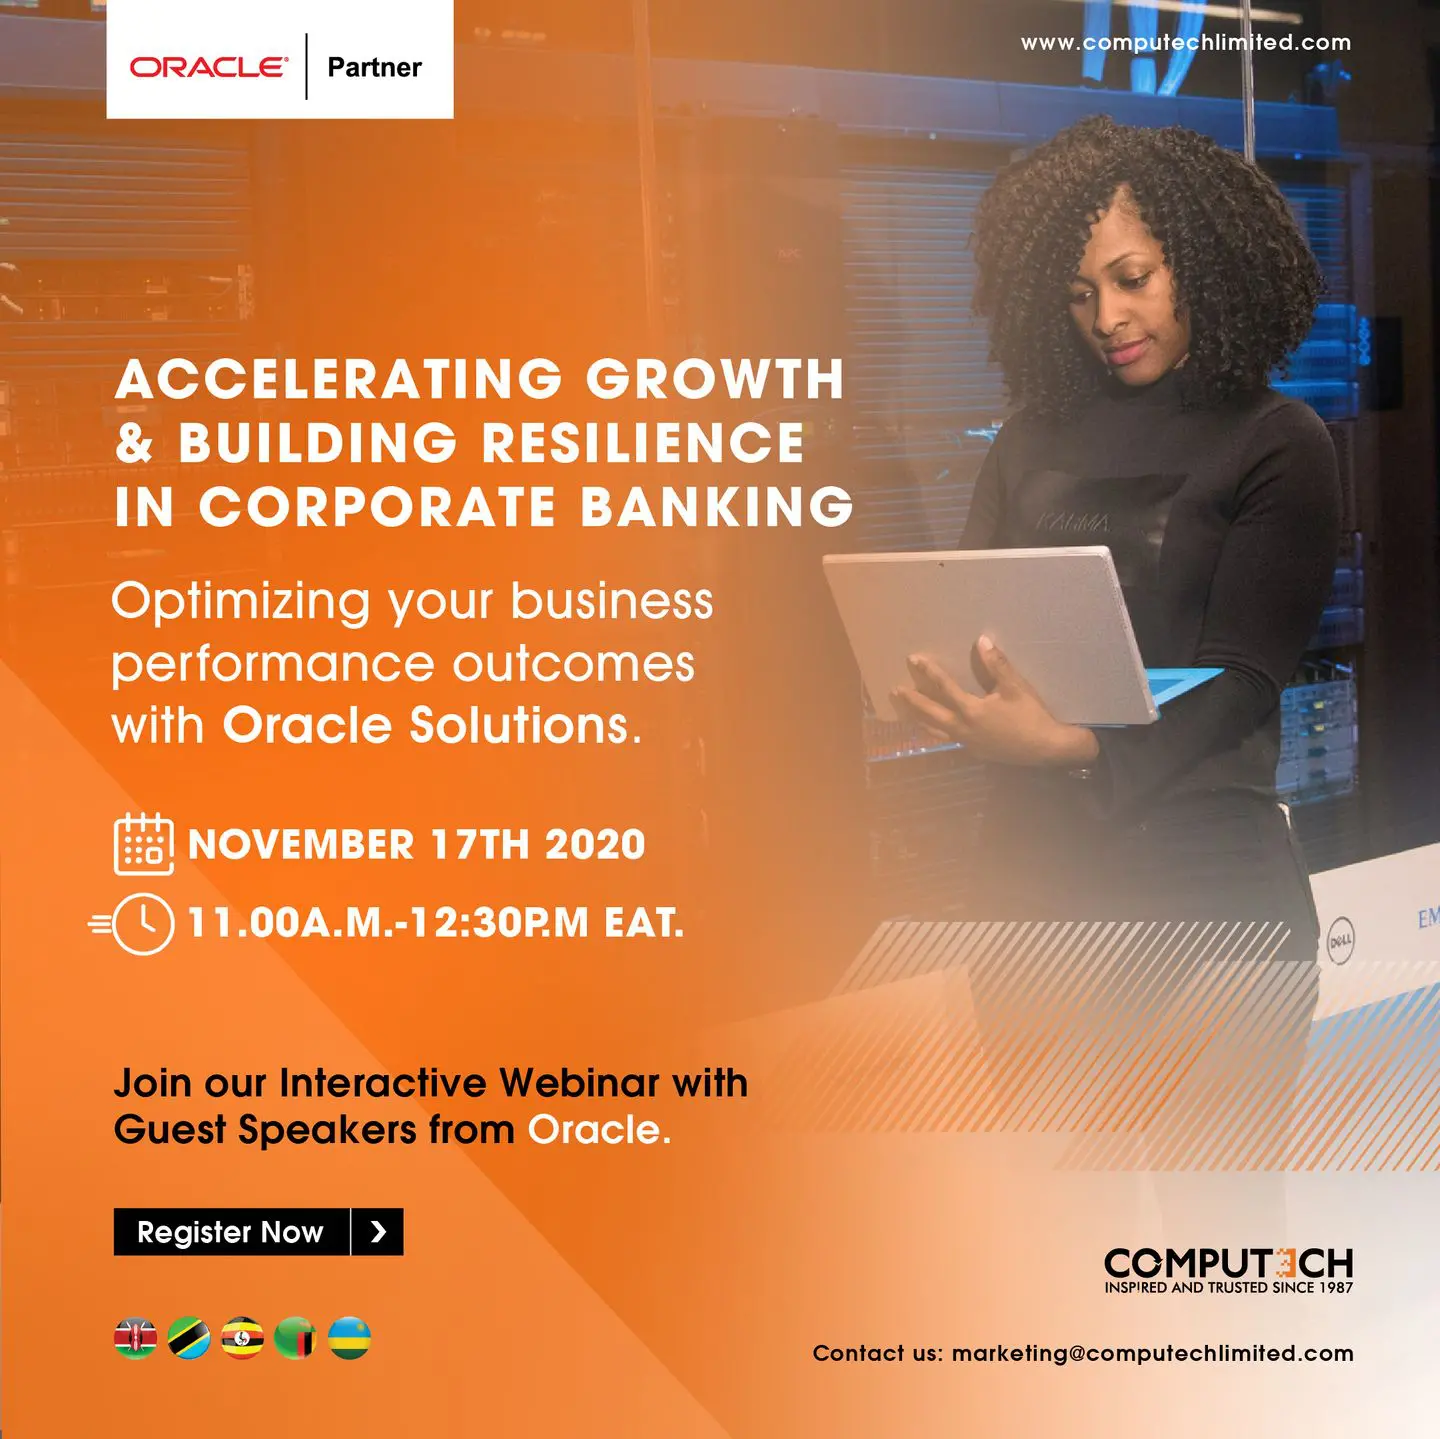 ORACLE® | Partner
www.computechlimited.com
ACCELERATING GROWTH
& BUILDING RESILIENCE
IN CORPORATE BANKING
Optimizing your business
performance outcomes
with Oracle Solutions.
NOVEMBER 17TH 2020
11.00A.M.-12:30P.M EAT.
DELL
EM
Join our Interactive Webinar with
Guest Speakers from Oracle.
Register Now
COMPUTECH
INSPIRED AND TRUSTED SINCE 1987
Contact us: marketing@computechlimited.com